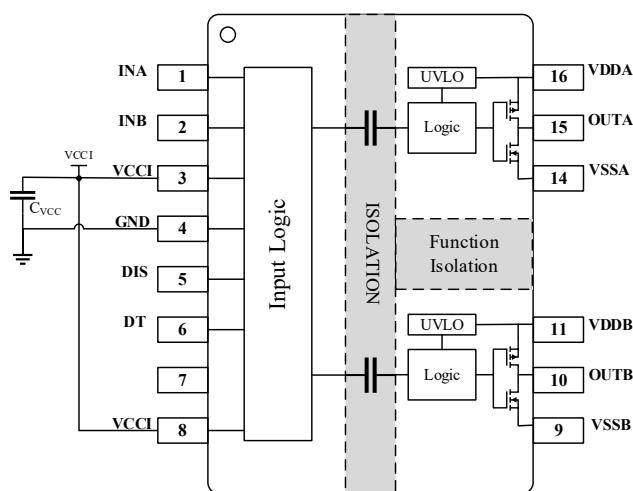 INA
1
INB
2
VCCI
VCCI
3
C_VCC
GND
4
DIS
5
DT
6
7
VCCI
8
Input Logic
ISOLATION
UVLO
Logic
16
VDDA
15
OUTA
14
VSSA
Function
Isolation
UVLO
Logic
11
VDDB
10
OUTB
9
VSSB